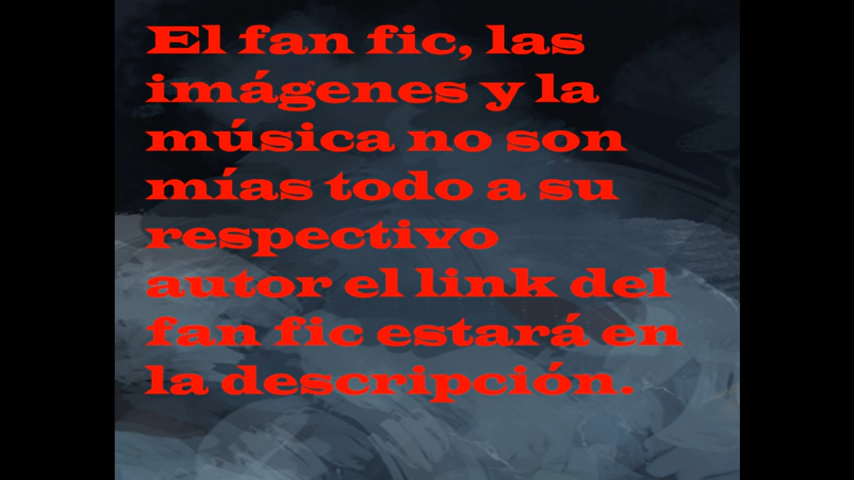 El fan fic, las
imágenes y la
música no son
mías todo a su
respectivo
autor el link del
fan fic estará en
la descripción.